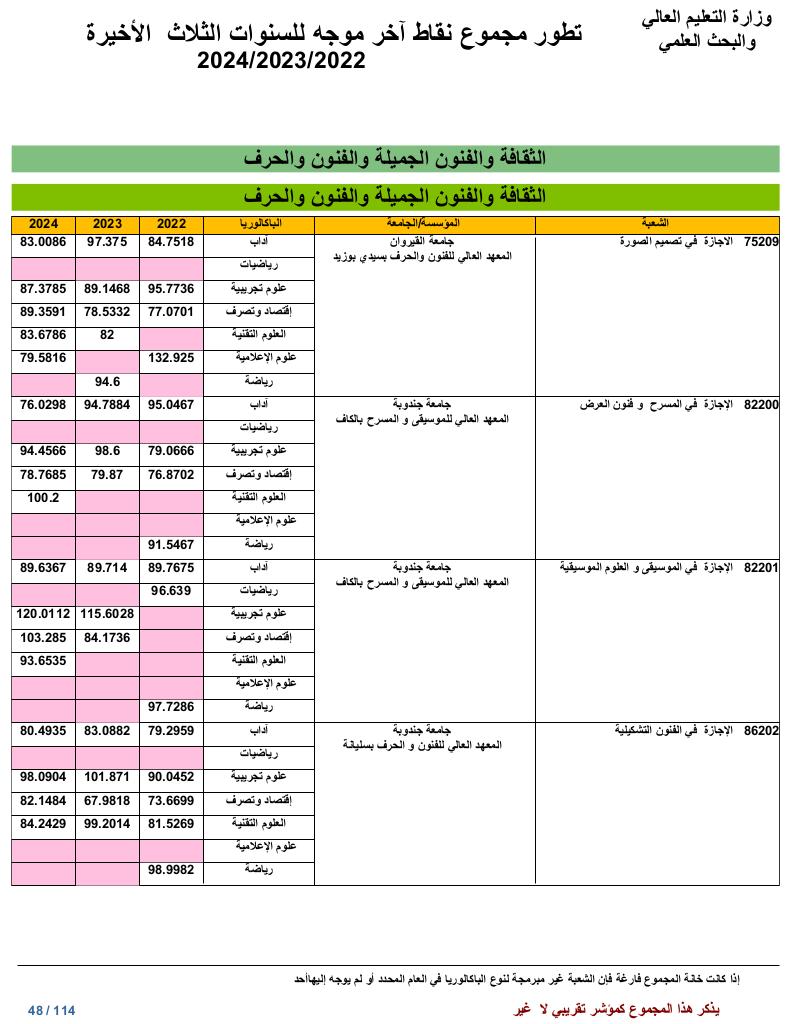 وزارة التعليم العالي
والبحث العلمي
تطور مجموع نقاط آخر موجه للسنوات الثلاث الأخيرة
2024/2023/2022
الثقافة والفنون الجميلة والفنون والحرف
الثقافة والفنون الجميلة والفنون والحرف
الشعبة المؤسسة/الجامعة الباكالوريا 2022 2023 2024
75209 الاجازة في تصميم الصورة جامعة القيروان آداب 84.7518 97.375 83.0086
المعهد العالي للفنون والحرف بسيدي بوزيد
رياضيات
علوم تجريبية 95.7736 89.1468 87.3785
إقتصاد وتصرف 77.0701 78.5332 89.3591
العلوم التقنية 82 83.6786
علوم الإعلامية 132.925 79.5816
رياضة 94.6
82200 الإجازة في المسرح و فنون العرض جامعة جندوبة آداب 95.0467 94.7884 76.0298
المعهد العالي للموسيقى و المسرح بالكاف
رياضيات
علوم تجريبية 79.0666 98.6 94.4566
إقتصاد وتصرف 76.8702 79.87 78.7685
العلوم التقنية 100.2
علوم الإعلامية
رياضة 91.5467
82201 الإجازة في الموسيقى و العلوم الموسيقية جامعة جندوبة آداب 89.7675 89.714 89.6367
المعهد العالي للموسيقى و المسرح بالكاف
رياضيات 96.639
علوم تجريبية 115.6028 120.0112
إقتصاد وتصرف 84.1736 103.285
العلوم التقنية 93.6535
علوم الإعلامية
رياضة 97.7286
86202 الإجازة في الفنون التشكيلية جامعة جندوبة آداب 79.2959 83.0882 80.4935
المعهد العالي للفنون و الحرف بسليانة
رياضيات
علوم تجريبية 90.0452 101.871 98.0904
إقتصاد وتصرف 73.6699 67.9818 82.1484
العلوم التقنية 81.5269 99.2014 84.2429
علوم الإعلامية
رياضة 98.9982
إذا كانت خانة المجموع فارغة فإن الشعبة غير مبرمجة لنوع الباكالوريا في العام المحدد أو لم يوجه إليهاأحد
يذكر هذا المجموع كمؤشر تقريبي لا غير
48 / 114